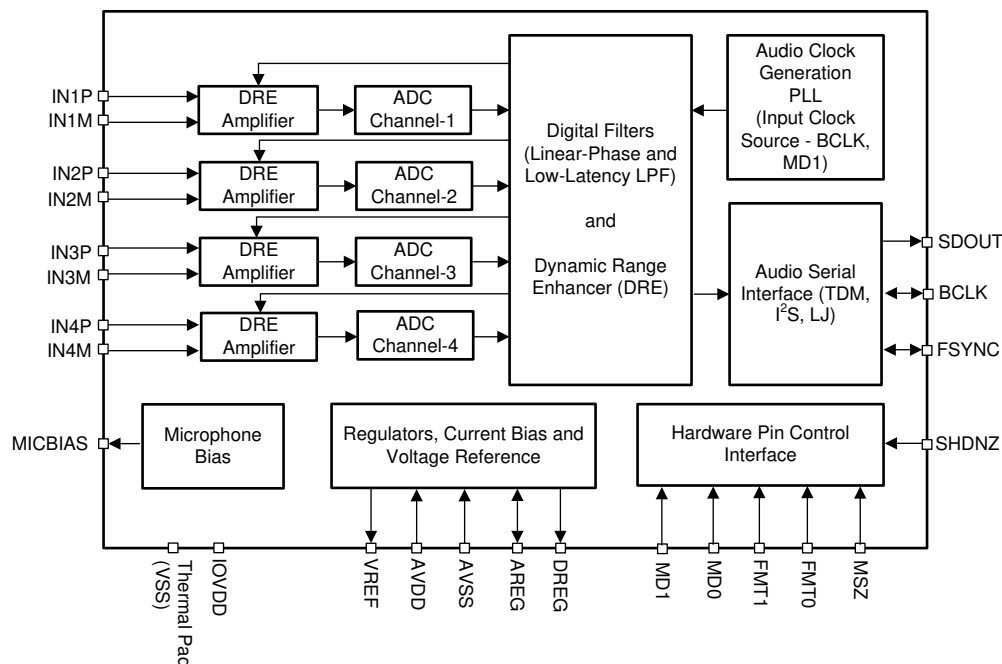 IN1P
IN1M
DRE
Amplifier
ADC
Channel-1
IN2P
IN2M
DRE
Amplifier
ADC
Channel-2
IN3P
IN3M
DRE
Amplifier
ADC
Channel-3
IN4P
IN4M
DRE
Amplifier
ADC
Channel-4
Digital Filters
(Linear-Phase and
Low-Latency LPF)
and
Dynamic Range
Enhancer (DRE)
Audio Clock
Generation
PLL
(Input Clock
Source - BCLK,
MD1)
Audio Serial
Interface (TDM,
I²S, LJ)
SDOUT
BCLK
FSYNC
MICBIAS
Microphone
Bias
Regulators, Current Bias and
Voltage Reference
Hardware Pin Control
Interface
SHDNZ
Thermal Pad
(VSS)
IOVDD
VREF
AVDD
AVSS
AREG
DREG
MD1
MD0
FMT1
FMT0
MSZ